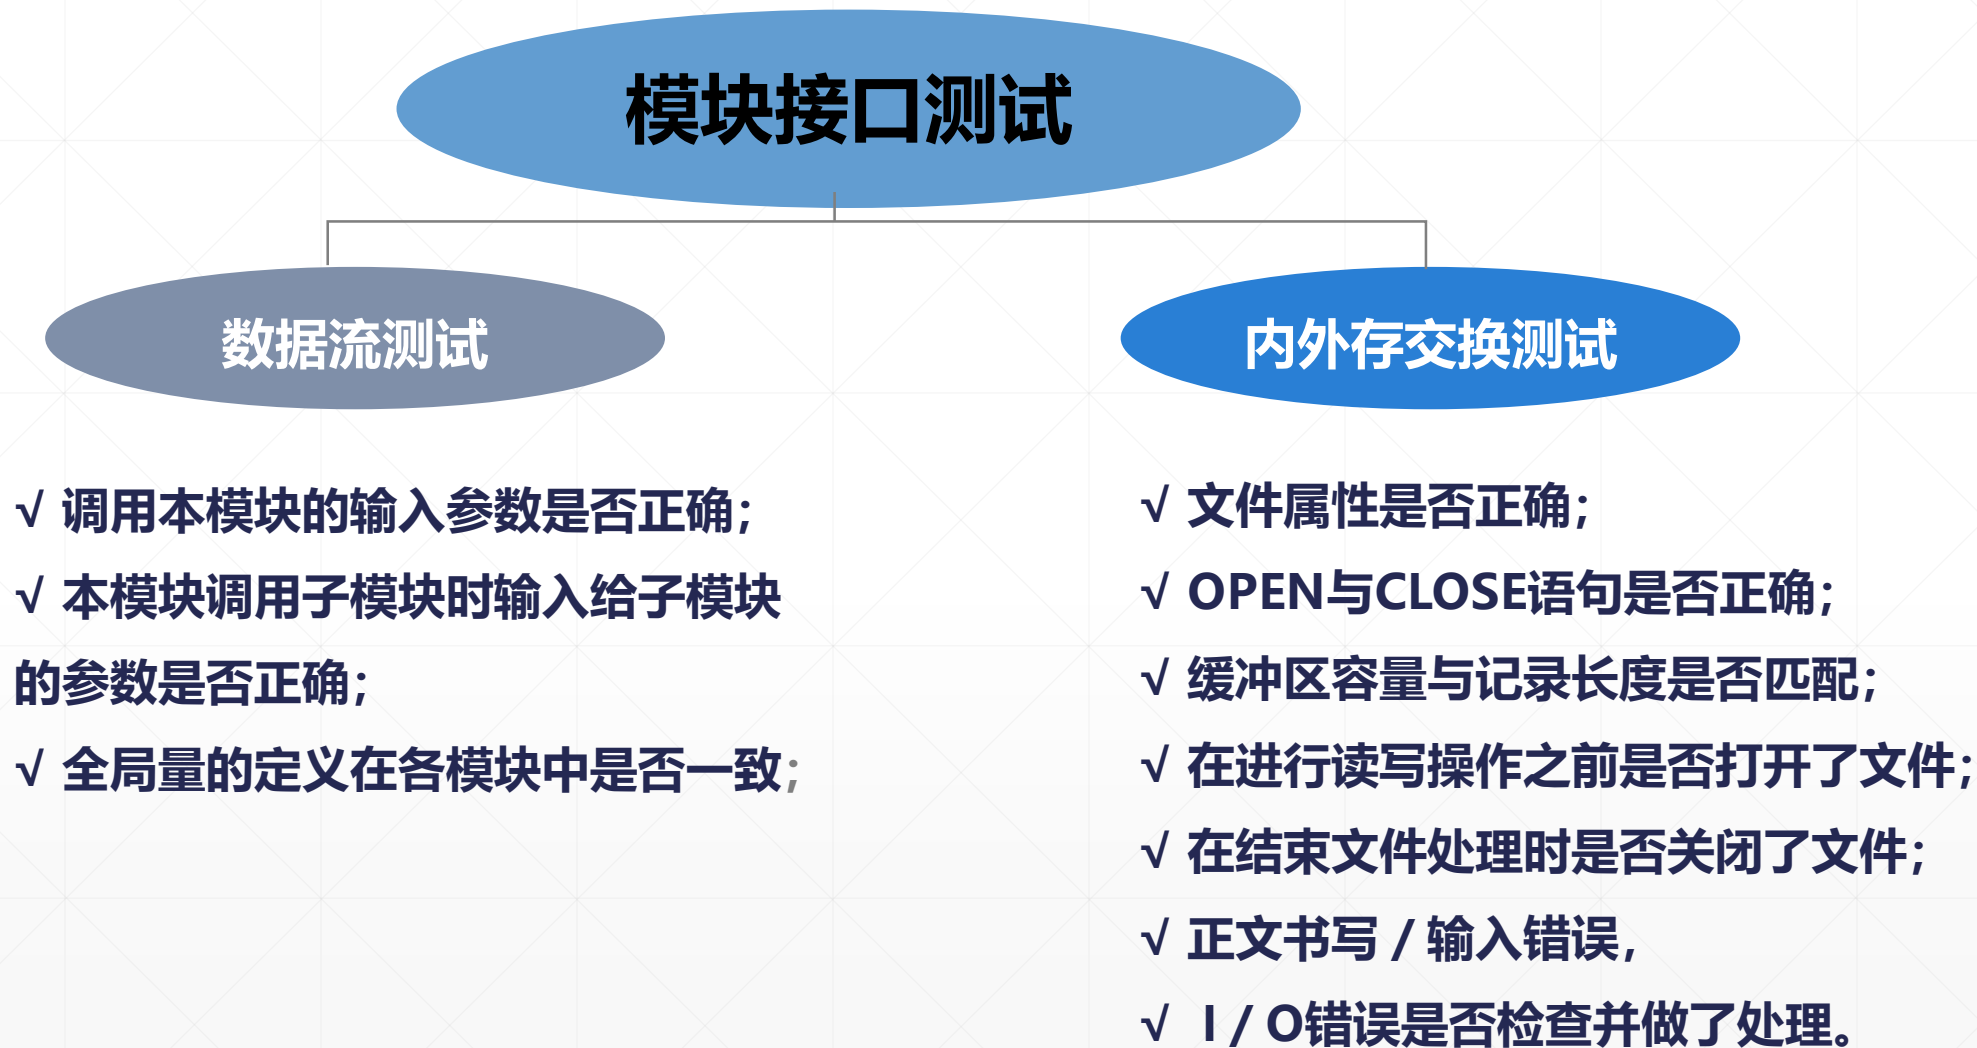 模块接口测试
数据流测试
内外存交换测试
√ 调用本模块的输入参数是否正确；
√ 本模块调用子模块时输入给子模块
的参数是否正确；
√ 全局量的定义在各模块中是否一致；
√ 文件属性是否正确；
√ OPEN与CLOSE语句是否正确；
√ 缓冲区容量与记录长度是否匹配；
√ 在进行读写操作之前是否打开了文件；
√ 在结束文件处理时是否关闭了文件；
√ 正文书写／输入错误，
√ I／O错误是否检查并做了处理。